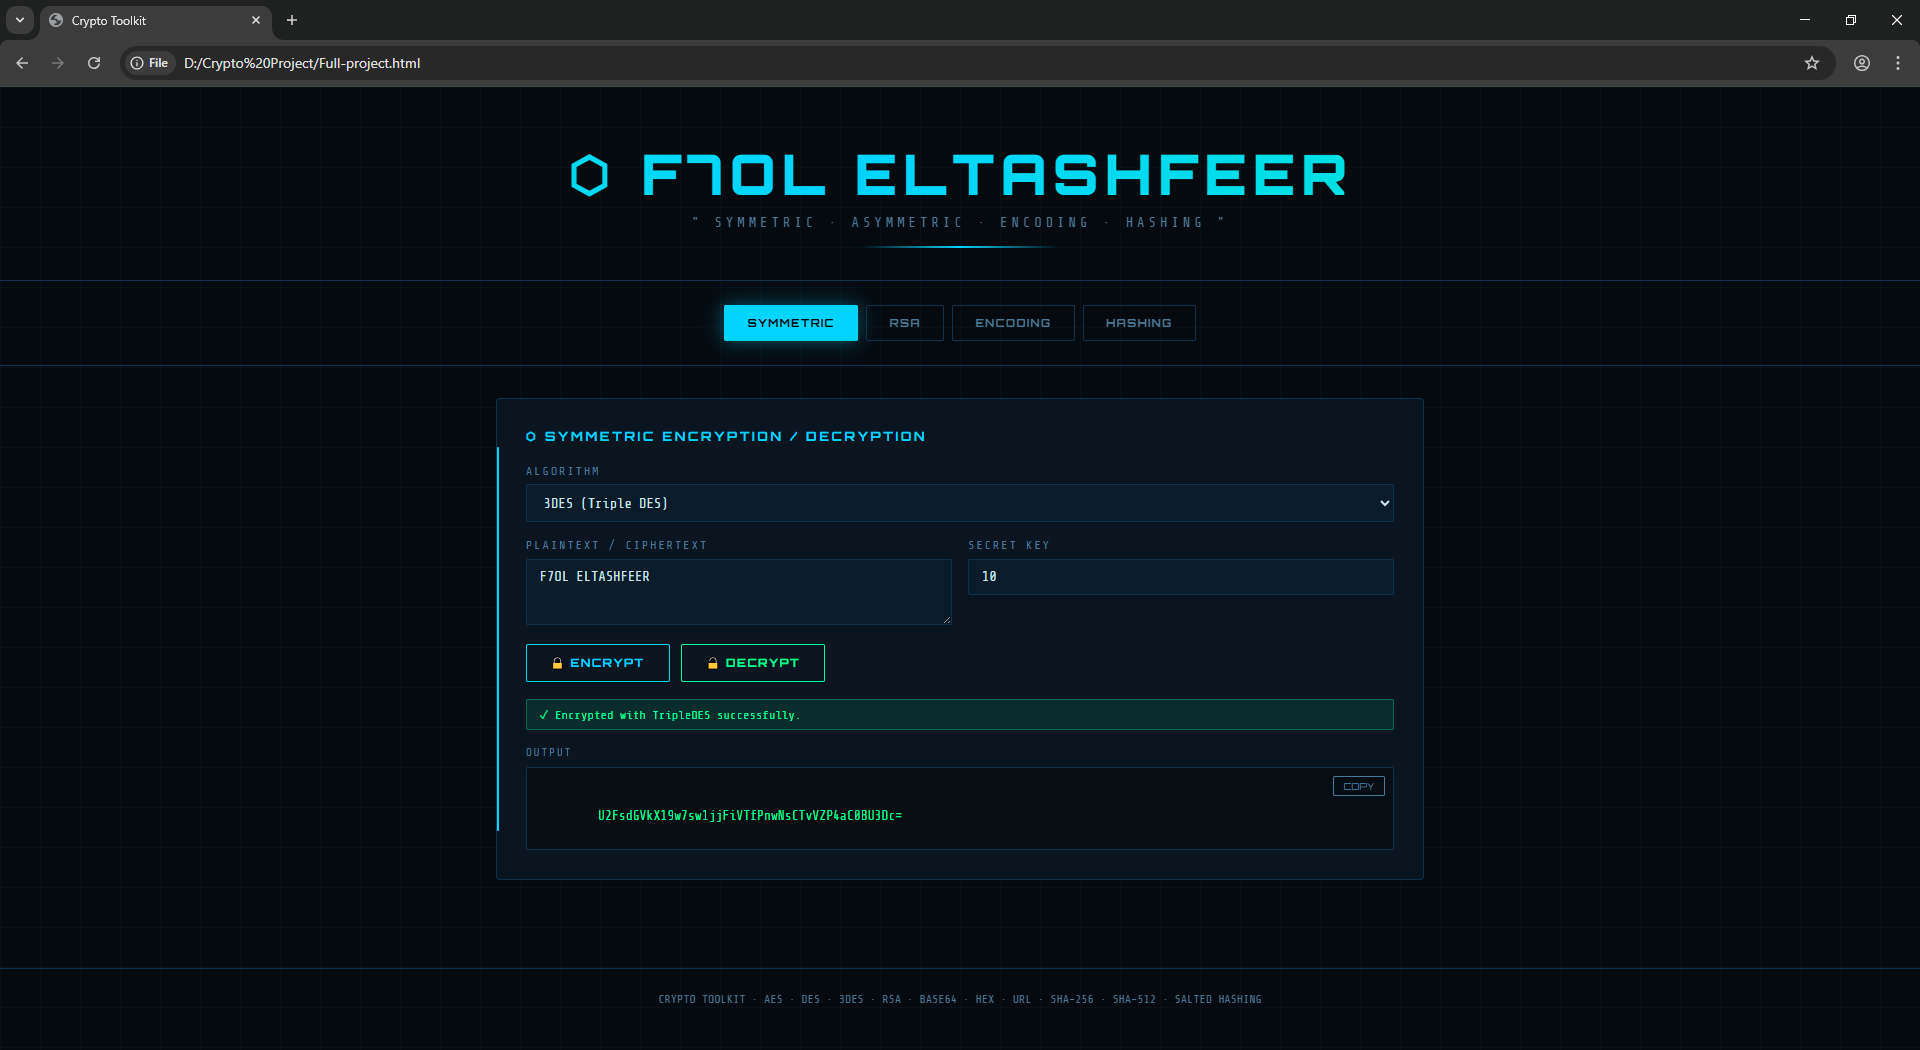 Crypto Toolkit
File D:/Crypto%20Project/Full-project.html
⬡ F7OL ELTASHFEER
" SYMMETRIC · ASYMMETRIC · ENCODING · HASHING "
SYMMETRIC RSA ENCODING HASHING
⬡ SYMMETRIC ENCRYPTION / DECRYPTION
ALGORITHM
3DES (Triple DES)
PLAINTEXT / CIPHERTEXT SECRET KEY
F7OL ELTASHFEER 10
🔒 ENCRYPT 🔓 DECRYPT
✓ Encrypted with TripleDES successfully.
OUTPUT
COPY
U2FsdGVkX19w7sw1jjFiVTfPnwNsCTvVZP4aC0BU3Dc=
CRYPTO TOOLKIT · AES · DES · 3DES · RSA · BASE64 · HEX · URL · SHA-256 · SHA-512 · SALTED HASHING